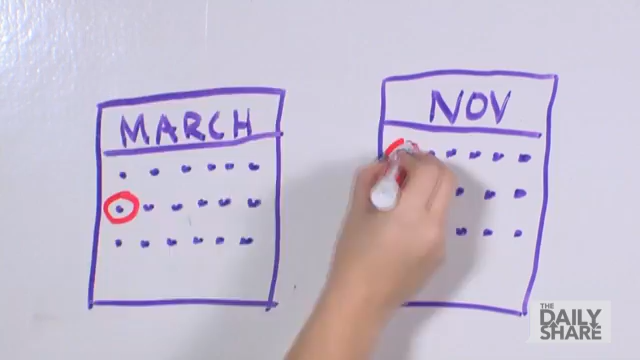 MARCH
NOV
THE
DAILY
SHARE